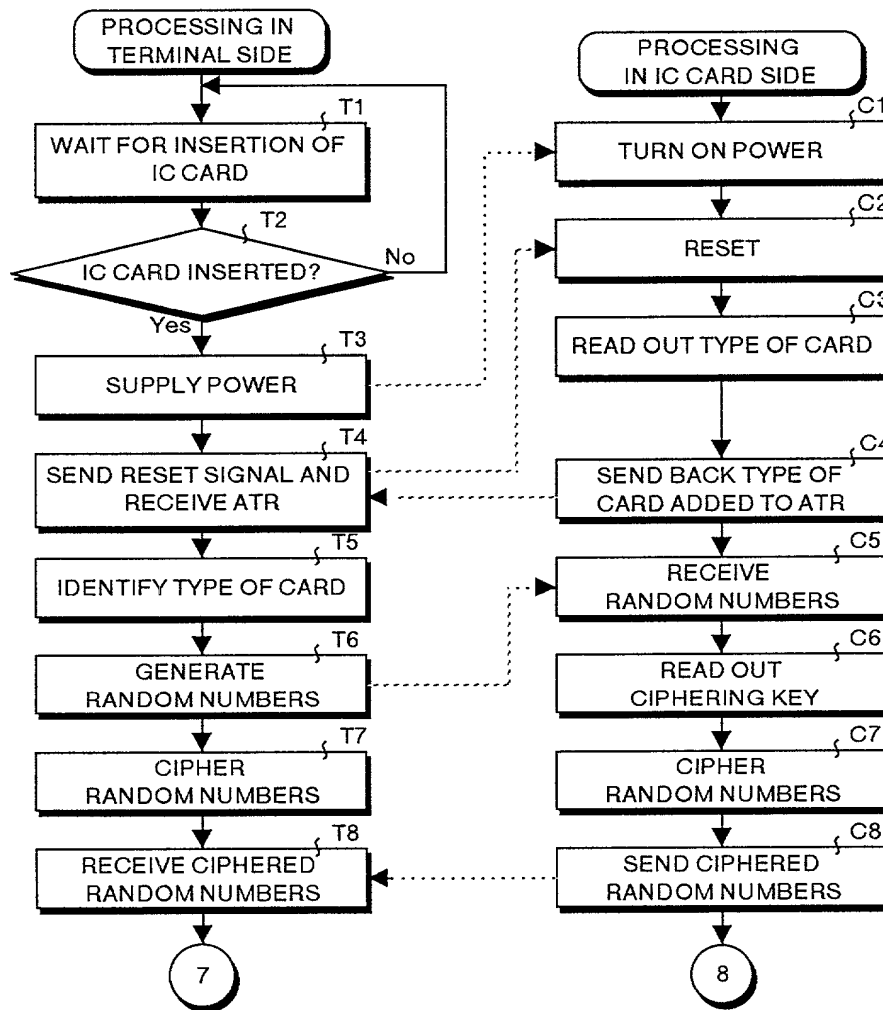 PROCESSING IN
TERMINAL SIDE
T1
WAIT FOR INSERTION OF
IC CARD
T2
IC CARD INSERTED?
No
Yes
T3
SUPPLY POWER
T4
SEND RESET SIGNAL AND
RECEIVE ATR
T5
IDENTIFY TYPE OF CARD
T6
GENERATE
RANDOM NUMBERS
T7
CIPHER
RANDOM NUMBERS
T8
RECEIVE CIPHERED
RANDOM NUMBERS
7
PROCESSING
IN IC CARD SIDE
C1
TURN ON POWER
C2
RESET
C3
READ OUT TYPE OF CARD
C4
SEND BACK TYPE OF
CARD ADDED TO ATR
C5
RECEIVE
RANDOM NUMBERS
C6
READ OUT
CIPHERING KEY
C7
CIPHER
RANDOM NUMBERS
C8
SEND CIPHERED
RANDOM NUMBERS
8